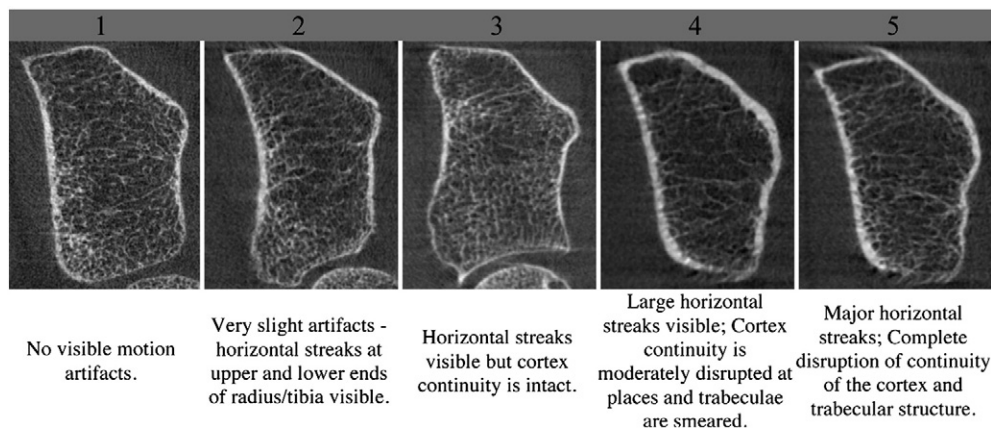 1
2
3
4
5
No visible motion
artifacts.
Very slight artifacts -
horizontal streaks at
upper and lower ends
of radius/tibia visible.
Horizontal streaks
visible but cortex
continuity is intact.
Large horizontal
streaks visible; Cortex
continuity is
moderately disrupted at
places and trabeculae
are smeared.
Major horizontal
streaks; Complete
disruption of continuity
of the cortex and
trabecular structure.